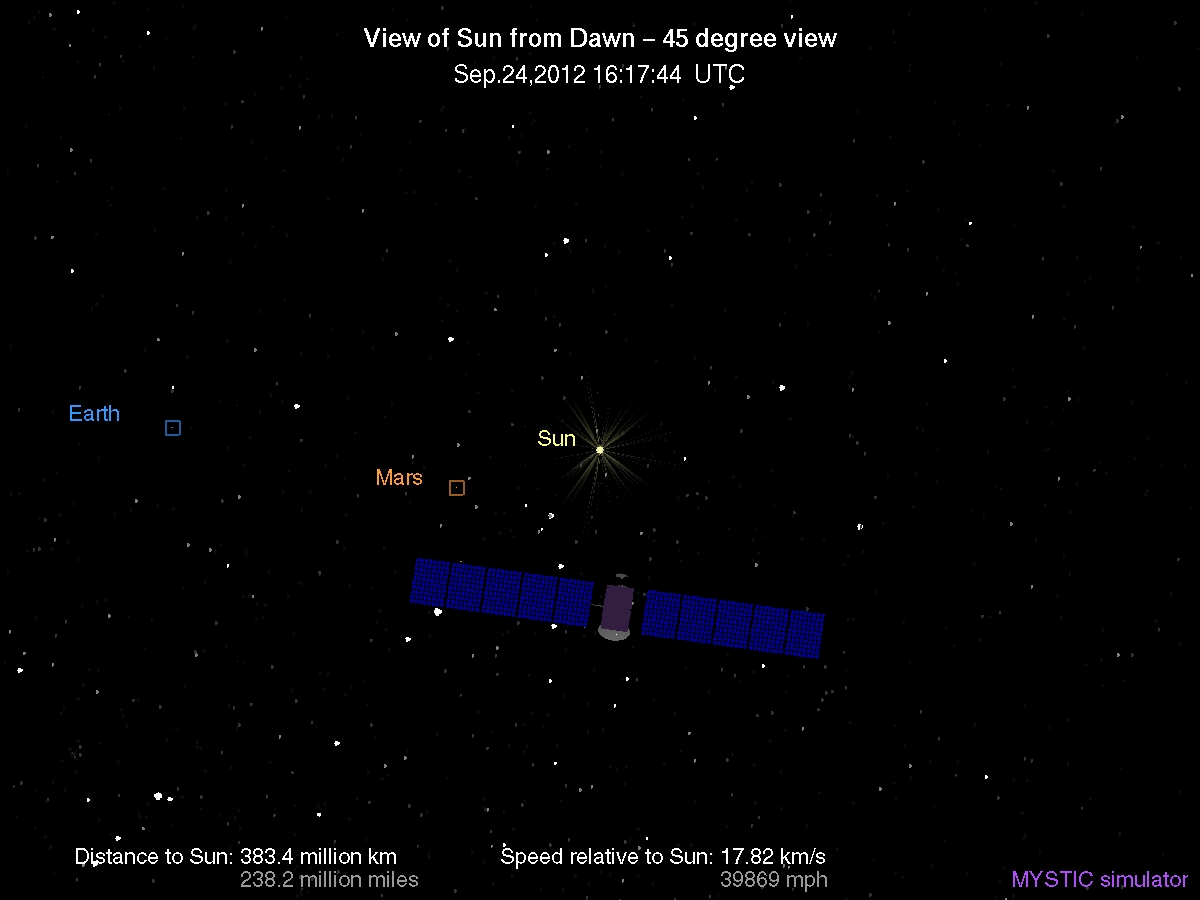 View of Sun from Dawn – 45 degree view
Sep.24,2012 16:17:44 UTC
Earth
Sun
Mars
Distance to Sun: 383.4 million km
238.2 million miles
Speed relative to Sun: 17.82 km/s
39869 mph
MYSTIC simulator